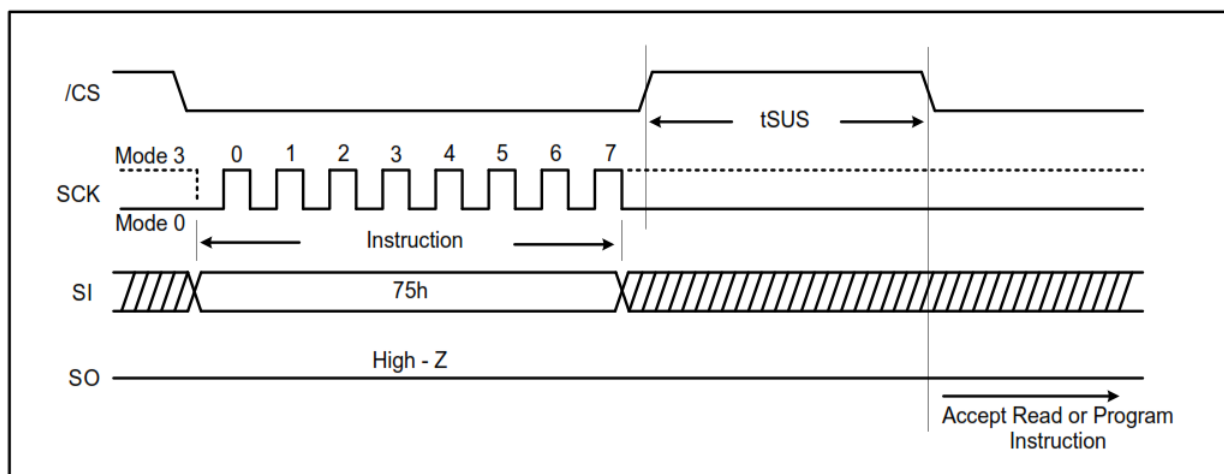 /CS
tSUS
Mode 3
0 1 2 3 4 5 6 7
SCK
Mode 0
Instruction
SI
75h
High - Z
SO
Accept Read or Program
Instruction